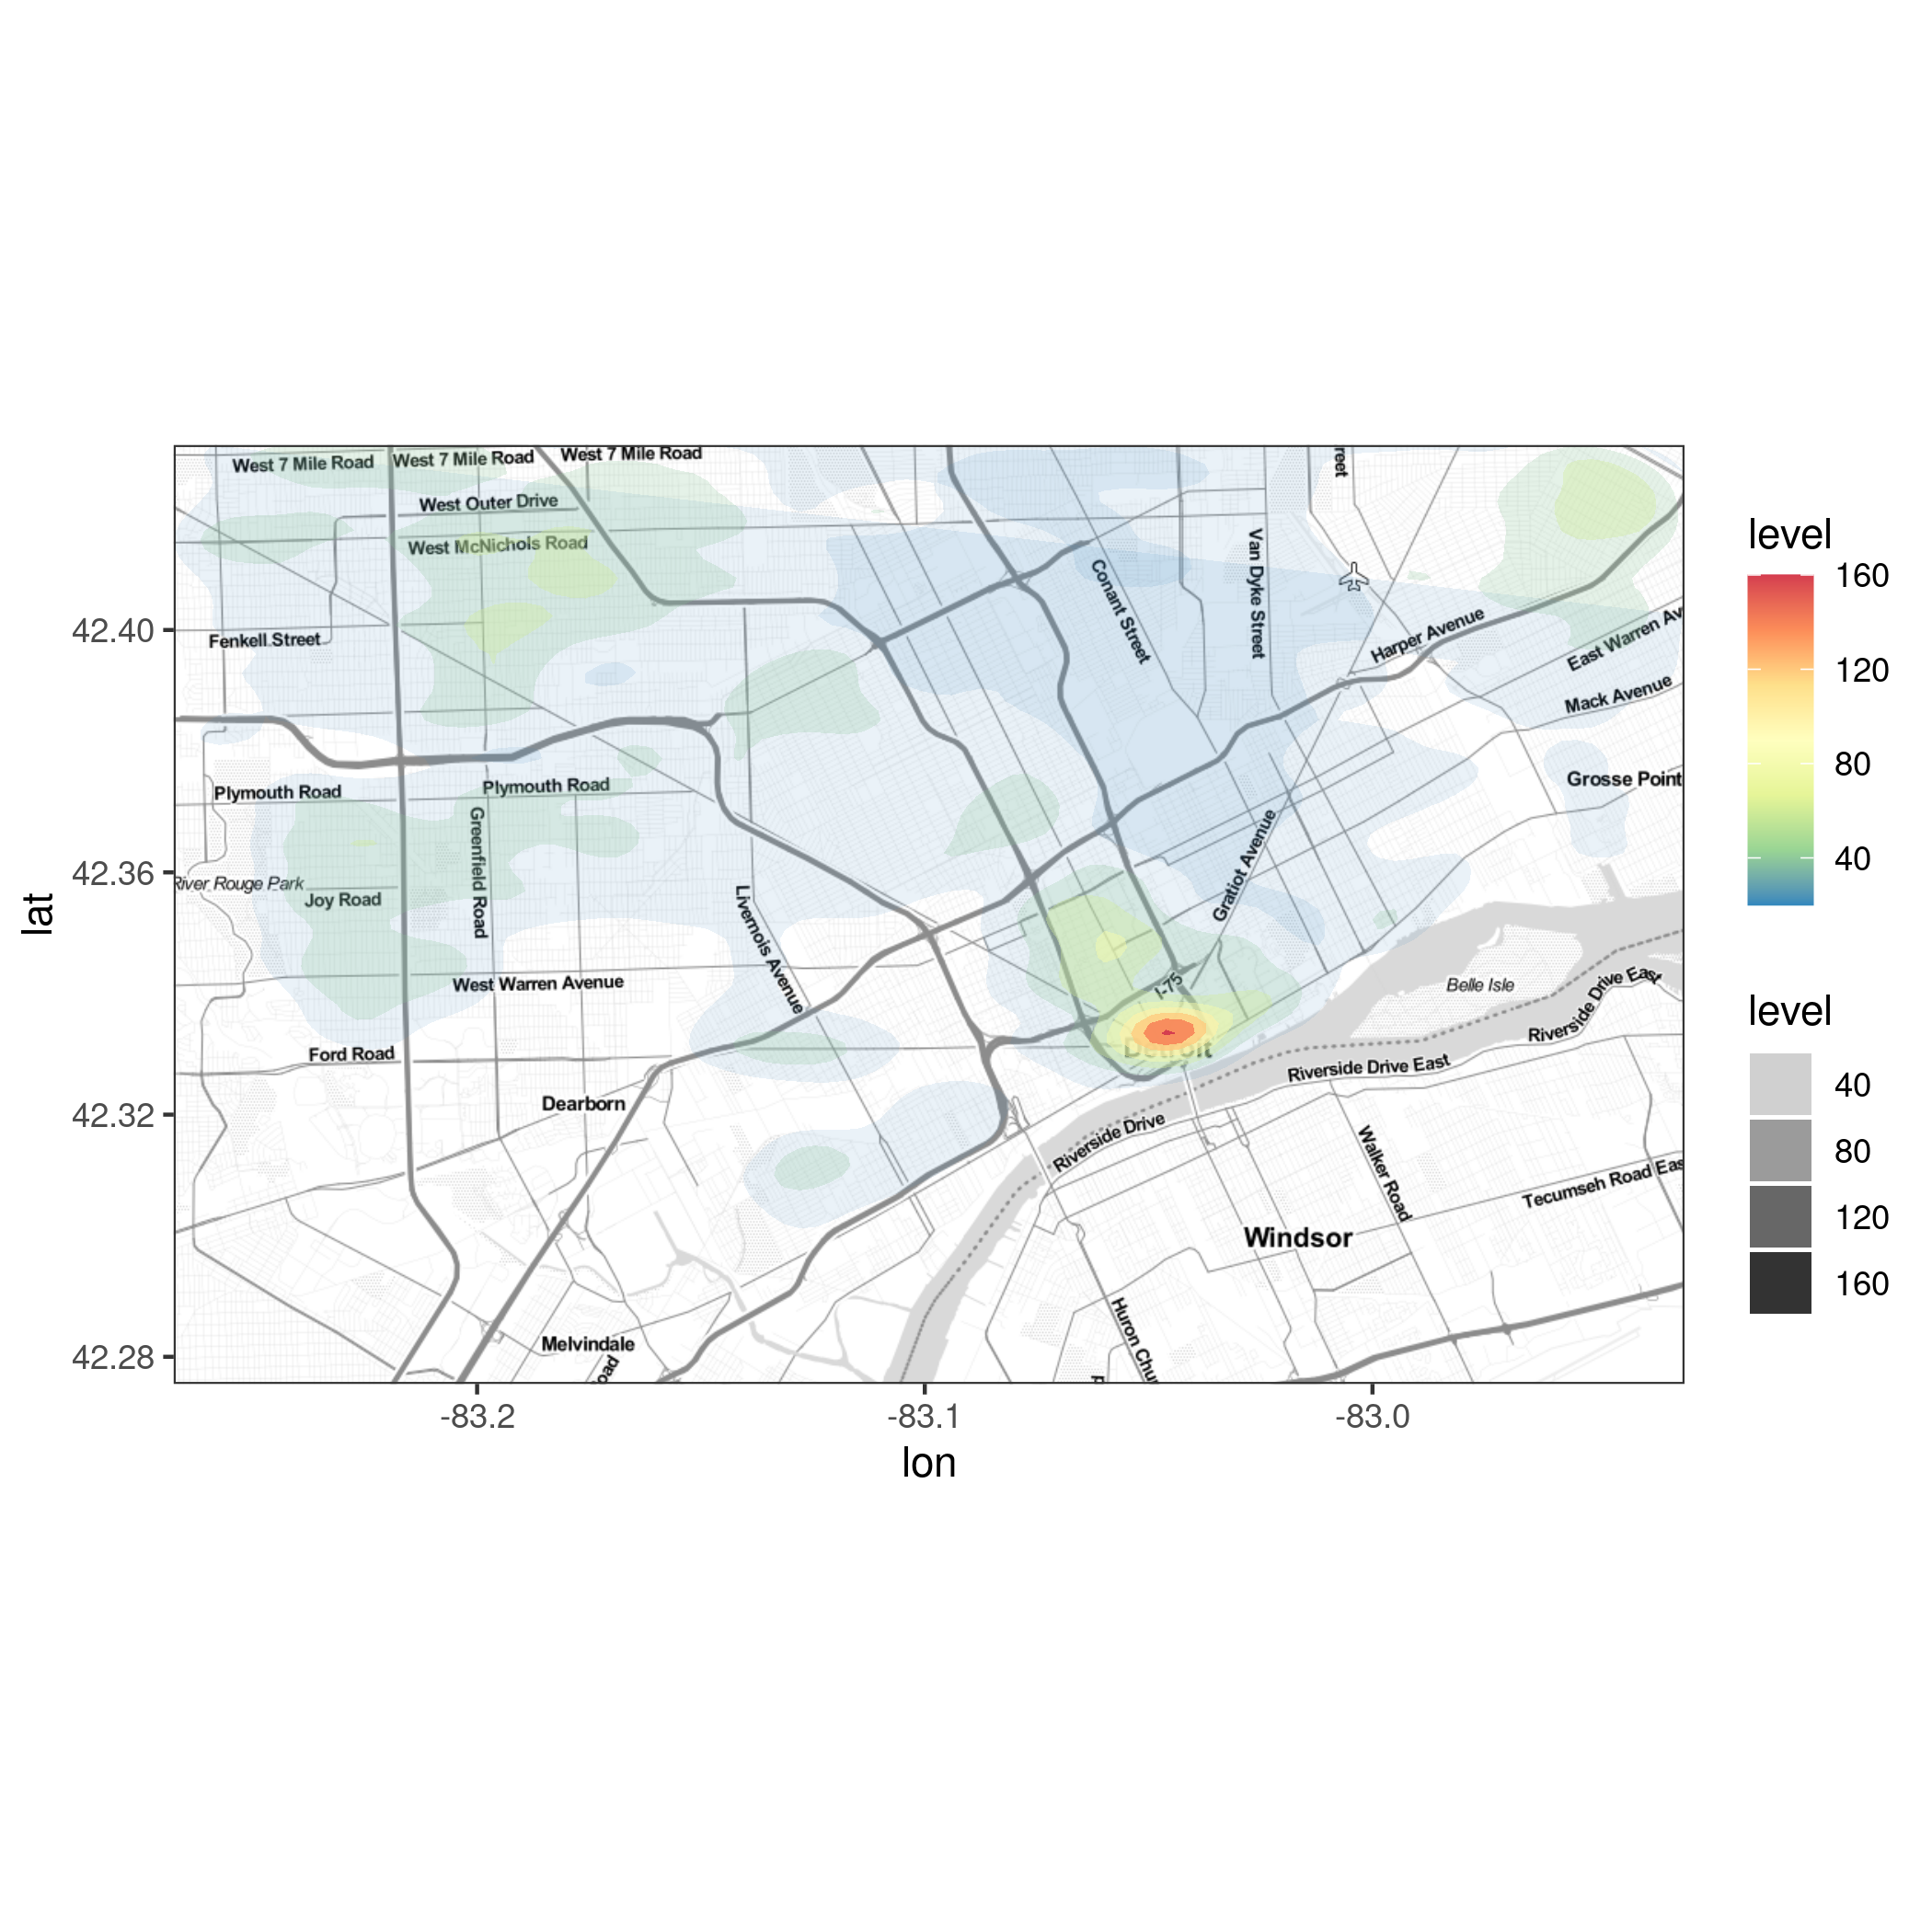 West 7 Mile Road
West 7 Mile Road
West 7 Mile Road
West Outer Drive
West McNichols Road
Fenkell Street
Conant Street
Van Dyke Street
reet
Harper Avenue
East Warren Av
Mack Avenue
Grosse Point
Plymouth Road
Plymouth Road
Greenfield Road
River Rouge Park
Joy Road
Livernois Avenue
Gratiot Avenue
West Warren Avenue
I-75
Belle Isle
Riverside Drive East
Ford Road
Detroit
Riverside Drive East
Dearborn
Riverside Drive
Walker Road
Tecumseh Road Eas
Windsor
Melvindale
oad
Huron Chu
42.40
42.36
42.32
42.28
lat
-83.2
-83.1
-83.0
lon
level
160
120
80
40
level
40
80
120
160